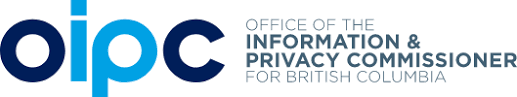 oipc
OFFICE OF THE
INFORMATION &
PRIVACY COMMISSIONER
FOR BRITISH COLUMBIA